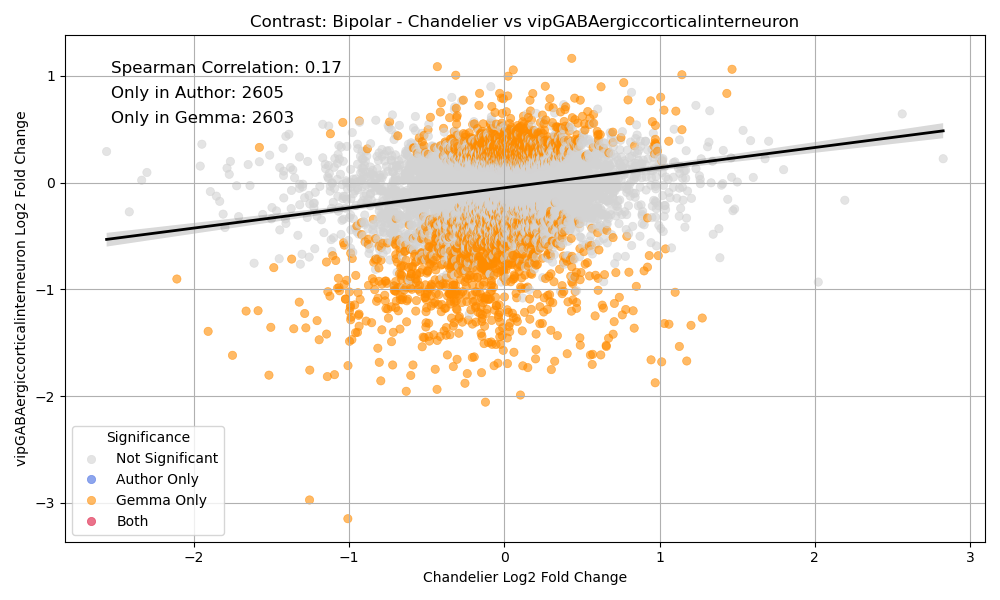 Contrast: Bipolar - Chandelier vs vipGABAergiccorticalinterneuron
Spearman Correlation: 0.17
Only in Author: 2605
Only in Gemma: 2603
vipGABAergiccorticalinterneuron Log2 Fold Change
1
0
−1
−2
−3
Significance
Not Significant
Author Only
Gemma Only
Both
−2 −1 0 1 2 3
Chandelier Log2 Fold Change